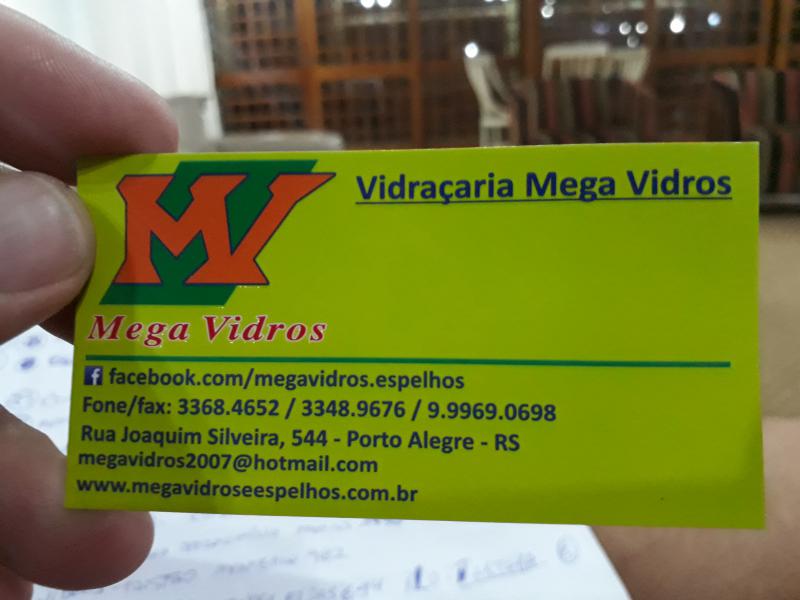 MV
Vidraçaria Mega Vidros
Mega Vidros
facebook.com/megavidros.espelhos
Fone/fax: 3368.4652 / 3348.9676 / 9.9969.0698
Rua Joaquim Silveira, 544 - Porto Alegre - RS
megavidros2007@hotmail.com
www.megavidroseespelhos.com.br